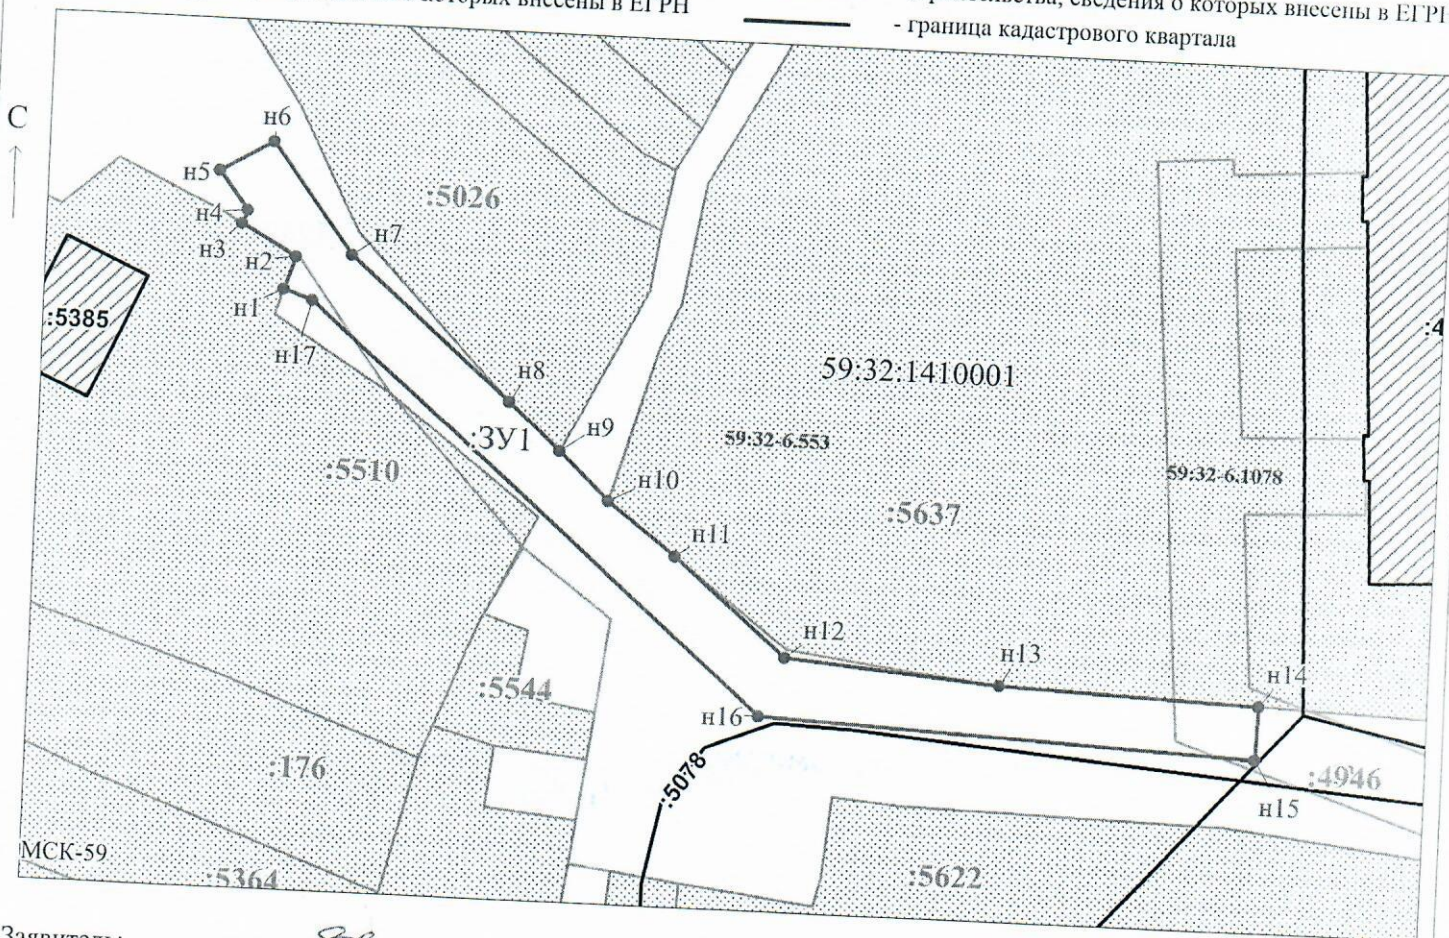 которых внесены в ЕГРН
сведения о которых внесены в ЕГРН
- граница кадастрового квартала
С
н6
н5
:5026
н4
н3
н7
н2
:5385
н1
:4
н17
59:32:1410001
н8
н9
:ЗУ1
59:32-6.553
:5510
59:32-6.1078
н10
:5637
н11
н12
н13
н14
:5544
н16
:176
:5078
:4946
н15
МСК-59
:5364
:5622
Заявитель: